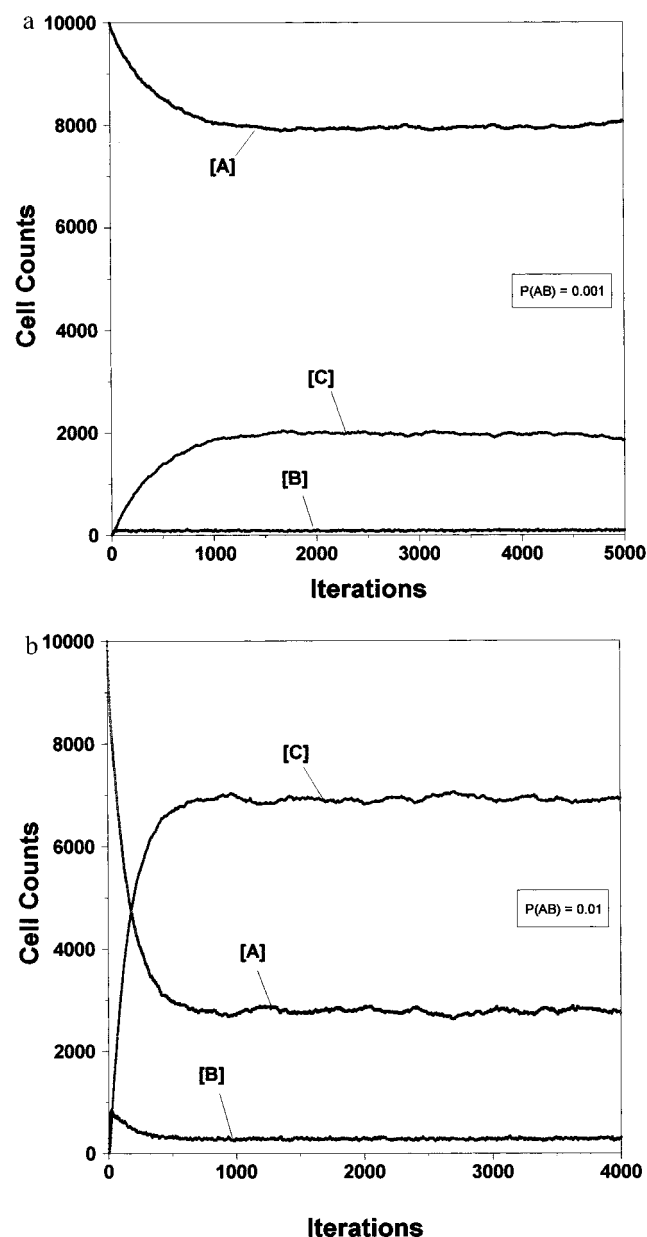 a
10000
8000
6000
4000
2000
0
Cell Counts
[A]
P(AB) = 0.001
[C]
[B]
0 1000 2000 3000 4000 5000
Iterations
b
10000
8000
6000
4000
2000
0
Cell Counts
[C]
P(AB) = 0.01
[A]
[B]
0 1000 2000 3000 4000
Iterations